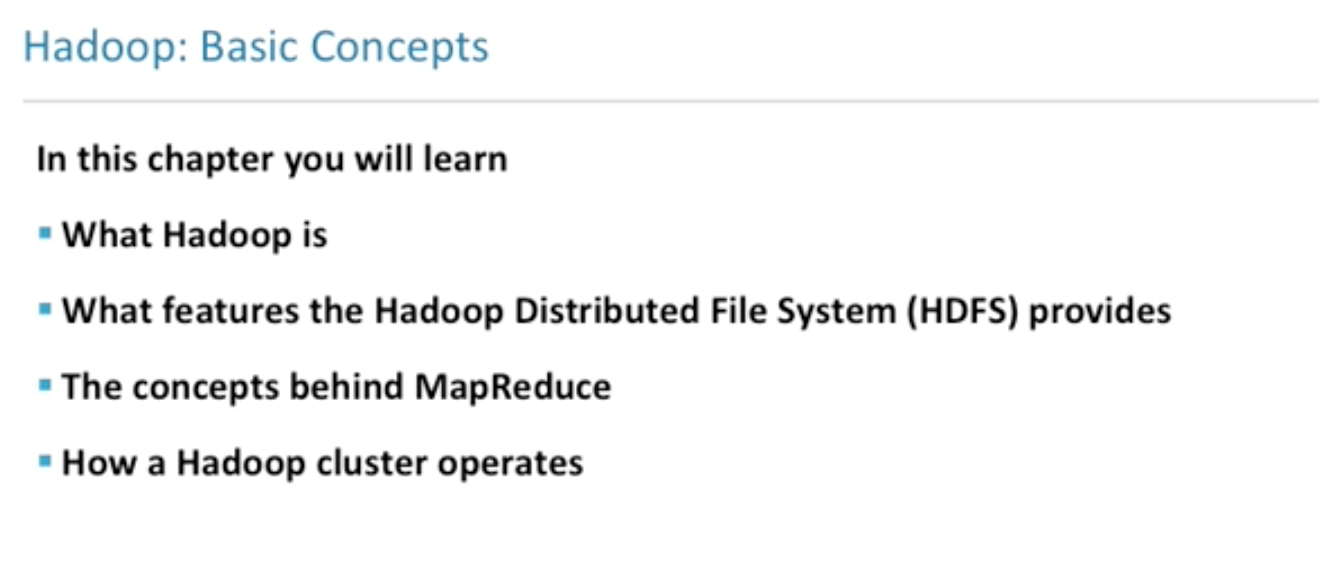 Hadoop: Basic Concepts
In this chapter you will learn
▪ What Hadoop is
▪ What features the Hadoop Distributed File System (HDFS) provides
▪ The concepts behind MapReduce
▪ How a Hadoop cluster operates